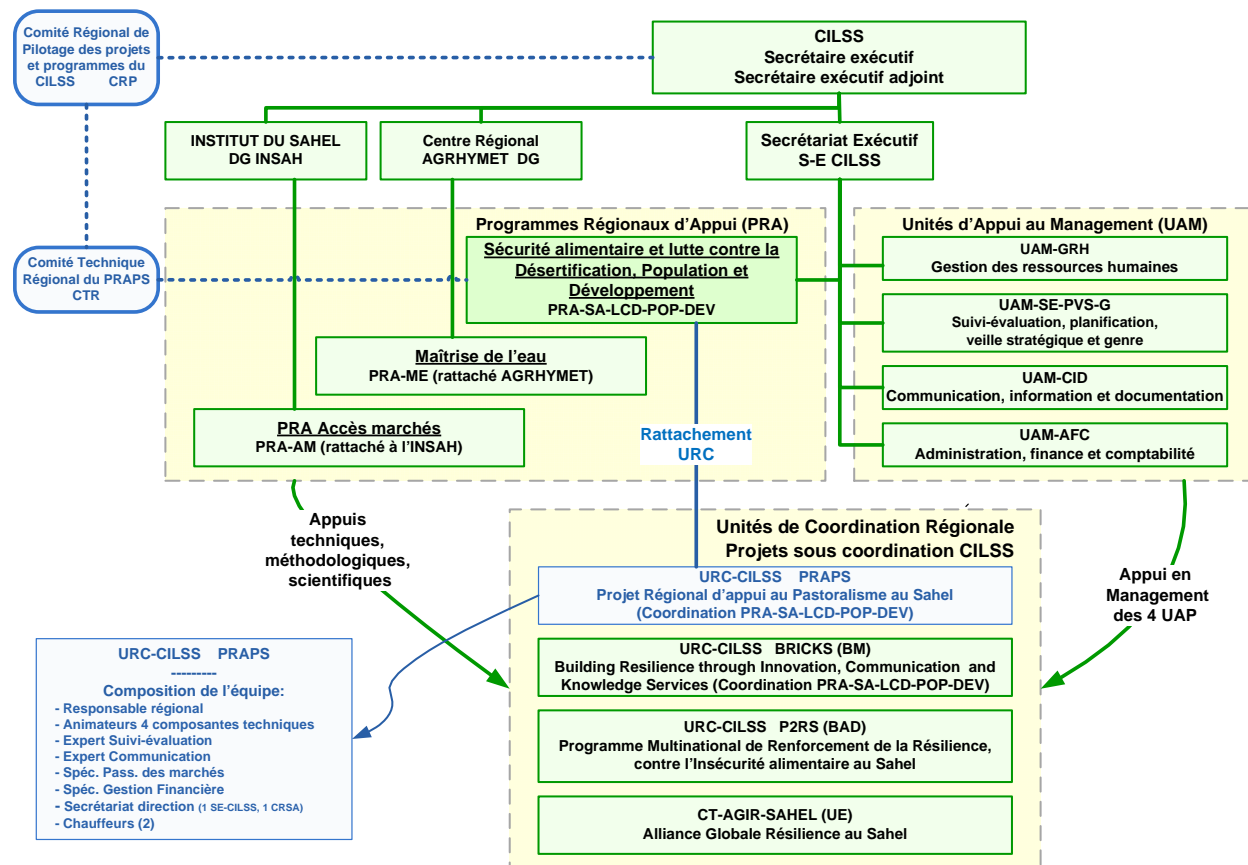 Comité Régional de
Pilotage des projets
et programmes du
CILSS CRP
CILSS
Secrétaire exécutif
Secrétaire exécutif adjoint
INSTITUT DU SAHEL
DG INSAH
Centre Régional
AGRHYMET DG
Secrétariat Exécutif
S-E CILSS
Programmes Régionaux d’Appui (PRA)
Sécurité alimentaire et lutte contre la
Désertification, Population et
Développement
PRA-SA-LCD-POP-DEV
Comité Technique
Régional du PRAPS
CTR
Maîtrise de l’eau
PRA-ME (rattaché AGRHYMET)
PRA Accès marchés
PRA-AM (rattaché à l’INSAH)
Rattachement
URC
Unités d’Appui au Management (UAM)
UAM-GRH
Gestion des ressources humaines
UAM-SE-PVS-G
Suivi-évaluation, planification,
veille stratégique et genre
UAM-CID
Communication, information et documentation
UAM-AFC
Administration, finance et comptabilité
Appuis
techniques,
méthodologiques,
scientifiques
Unités de Coordination Régionale
Projets sous coordination CILSS
URC-CILSS PRAPS
Projet Régional d’appui au Pastoralisme au Sahel
(Coordination PRA-SA-LCD-POP-DEV)
URC-CILSS BRICKS (BM)
Building Resilience through Innovation, Communication and
Knowledge Services (Coordination PRA-SA-LCD-POP-DEV)
URC-CILSS P2RS (BAD)
Programme Multinational de Renforcement de la Résilience,
contre l’Insécurité alimentaire au Sahel
CT-AGIR-SAHEL (UE)
Alliance Globale Résilience au Sahel
Appui en
Management
des 4 UAP
URC-CILSS PRAPS
---------
Composition de l’équipe:
- Responsable régional
- Animateurs 4 composantes techniques
- Expert Suivi-évaluation
- Expert Communication
- Spéc. Pass. des marchés
- Spéc. Gestion Financière
- Secrétariat direction (1 SE-CILSS, 1 CRSA)
- Chauffeurs (2)